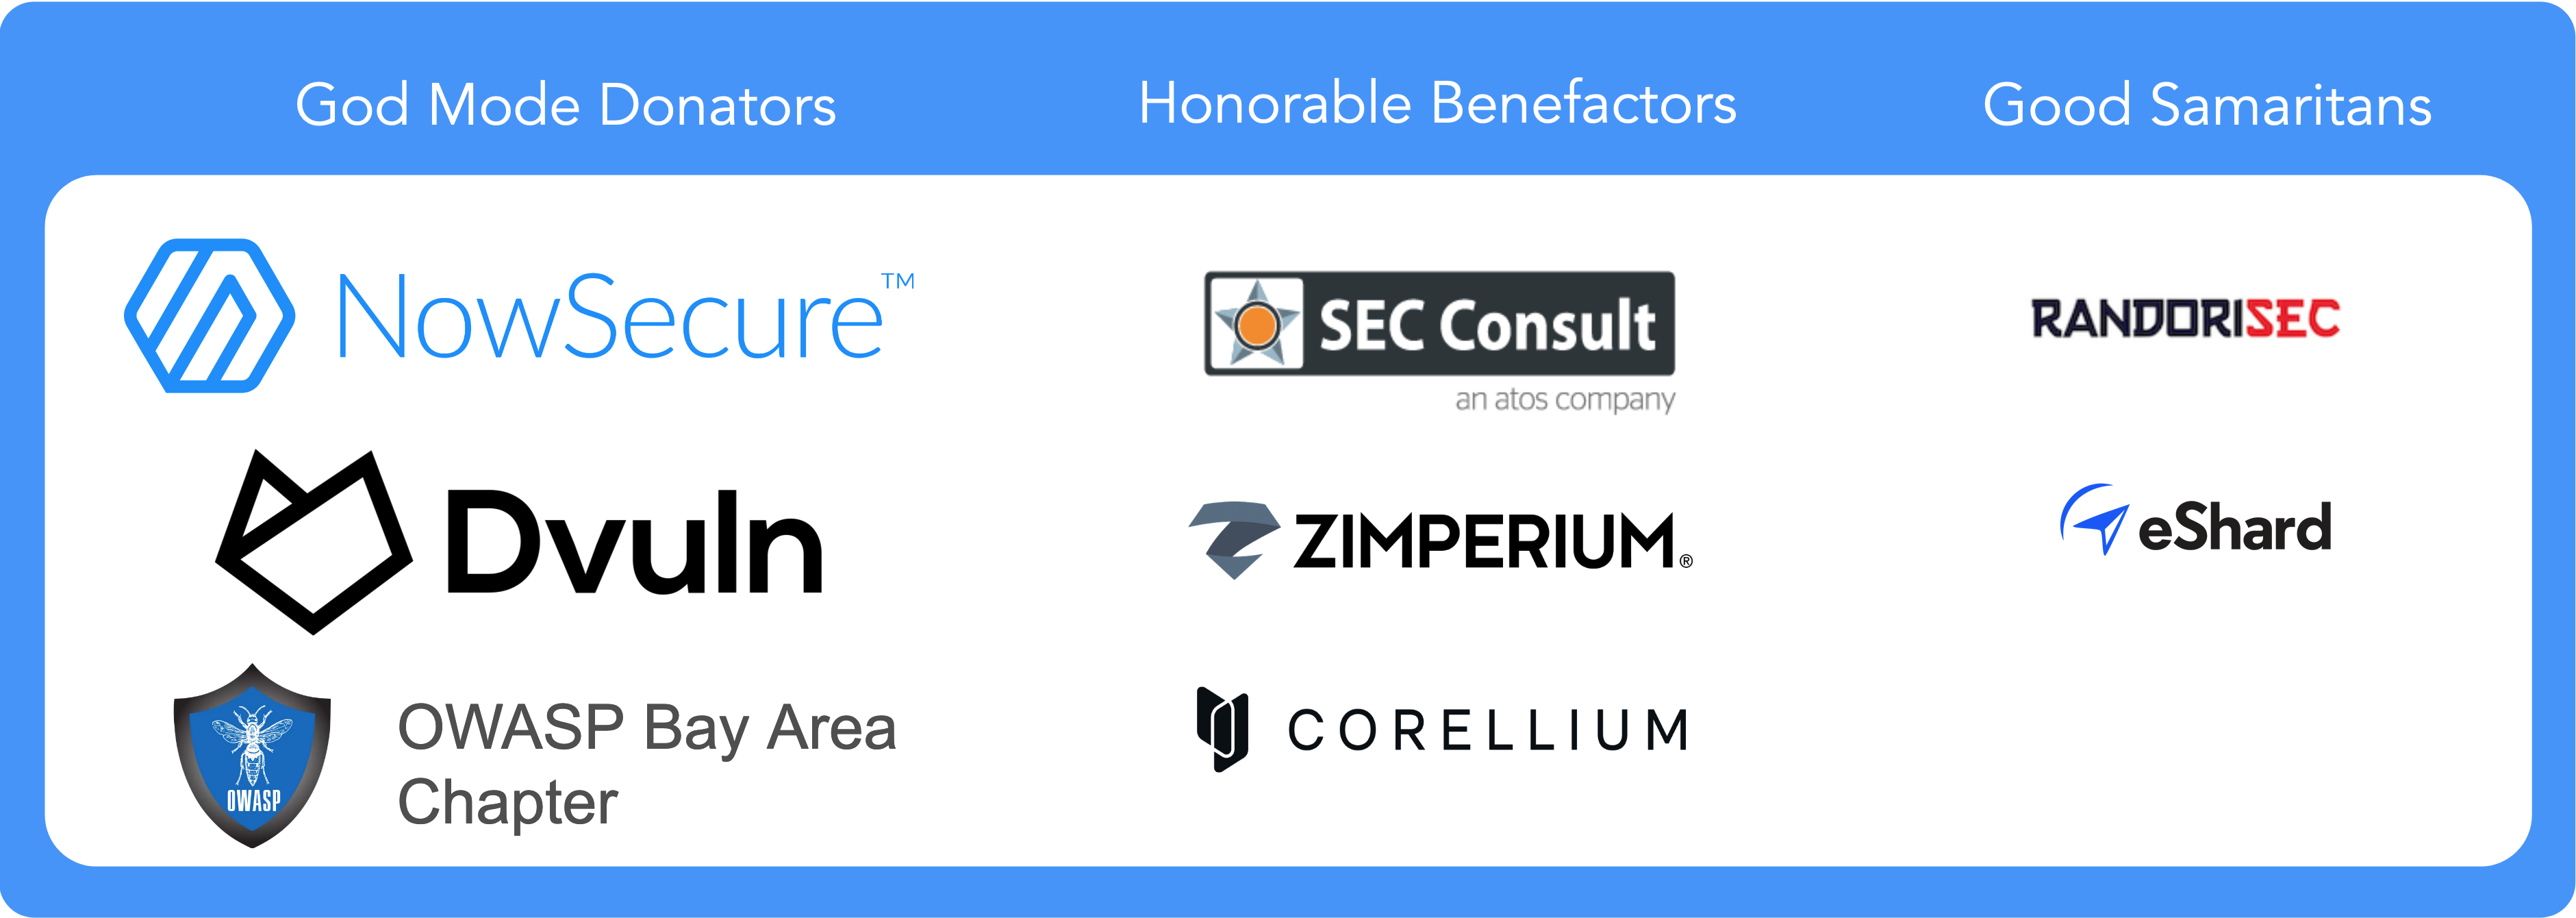 God Mode Donators
Honorable Benefactors
Good Samaritans
NowSecure™
SEC Consult
an atos company
RANDORISEC
Dvuln
ZIMPERIUM®
eShard
OWASP
OWASP Bay Area
Chapter
CORELLIUM